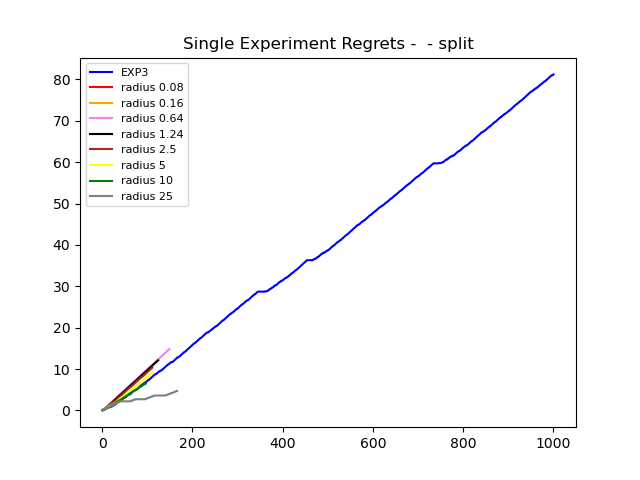 Single Experiment Regrets -  - split
EXP3
radius 0.08
radius 0.16
radius 0.64
radius 1.24
radius 2.5
radius 5
radius 10
radius 25
80
70
60
50
40
30
20
10
0
0 200 400 600 800 1000